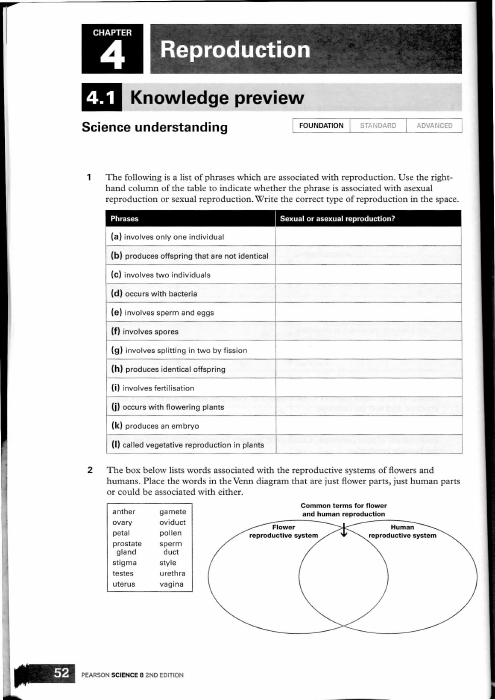 CHAPTER
4
Reproduction
4.1 Knowledge preview
Science understanding
FOUNDATION STANDARD ADVANCED
1 The following is a list of phrases which are associated with reproduction. Use the right-
hand column of the table to indicate whether the phrase is associated with asexual
reproduction or sexual reproduction. Write the correct type of reproduction in the space.
Phrases Sexual or asexual reproduction?
(a) involves only one individual
(b) produces offspring that are not identical
(c) involves two individuals
(d) occurs with bacteria
(e) involves sperm and eggs
(f) involves spores
(g) involves splitting in two by fission
(h) produces identical offspring
(i) involves fertilisation
(j) occurs with flowering plants
(k) produces an embryo
(l) called vegetative reproduction in plants
2 The box below lists words associated with the reproductive systems of flowers and
humans. Place the words in the Venn diagram that are just flower parts, just human parts
or could be associated with either.
anther gamete
ovary oviduct
petal pollen
prostate sperm
gland duct
stigma style
testes urethra
uterus vagina
Common terms for flower
and human reproduction
Flower
reproductive system
Human
reproductive system
52 PEARSON SCIENCE 8 2ND EDITION